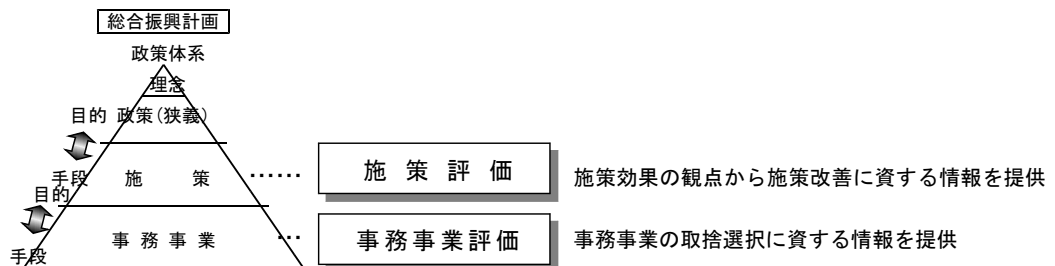 総合振興計画
政策体系
理念
目的 政策(狭義)
手段 施 策 ‥‥‥ 施策評価 施策効果の観点から施策改善に資する情報を提供
目的
事務事業 ‥‥ 事務事業評価 事務事業の取捨選択に資する情報を提供
手段